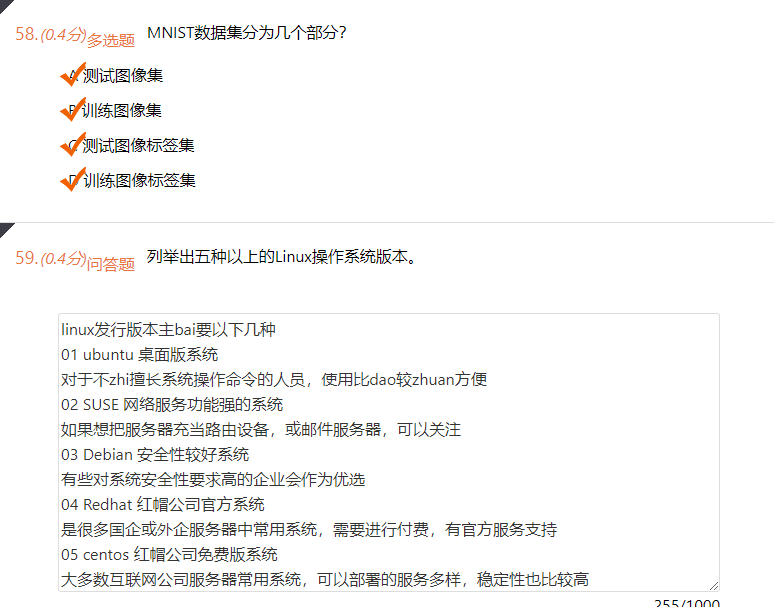 58.(0.4分)多选题 MNIST数据集分为几个部分?
A 测试图像集
B 训练图像集
C 测试图像标签集
D 训练图像标签集
59.(0.4分)问答题 列举出五种以上的Linux操作系统版本。
linux发行版本主bai要以下几种
01 ubuntu 桌面版系统
对于不zhi擅长系统操作命令的人员，使用比dao较zhuan方便
02 SUSE 网络服务功能强的系统
如果想把服务器充当路由设备，或邮件服务器，可以关注
03 Debian 安全性较好系统
有些对系统安全性要求高的企业会作为优选
04 Redhat 红帽公司官方系统
是很多国企或外企服务器中常用系统，需要进行付费，有官方服务支持
05 centos 红帽公司免费版系统
大多数互联网公司服务器常用系统，可以部署的服务多样，稳定性也比较高
255/1000